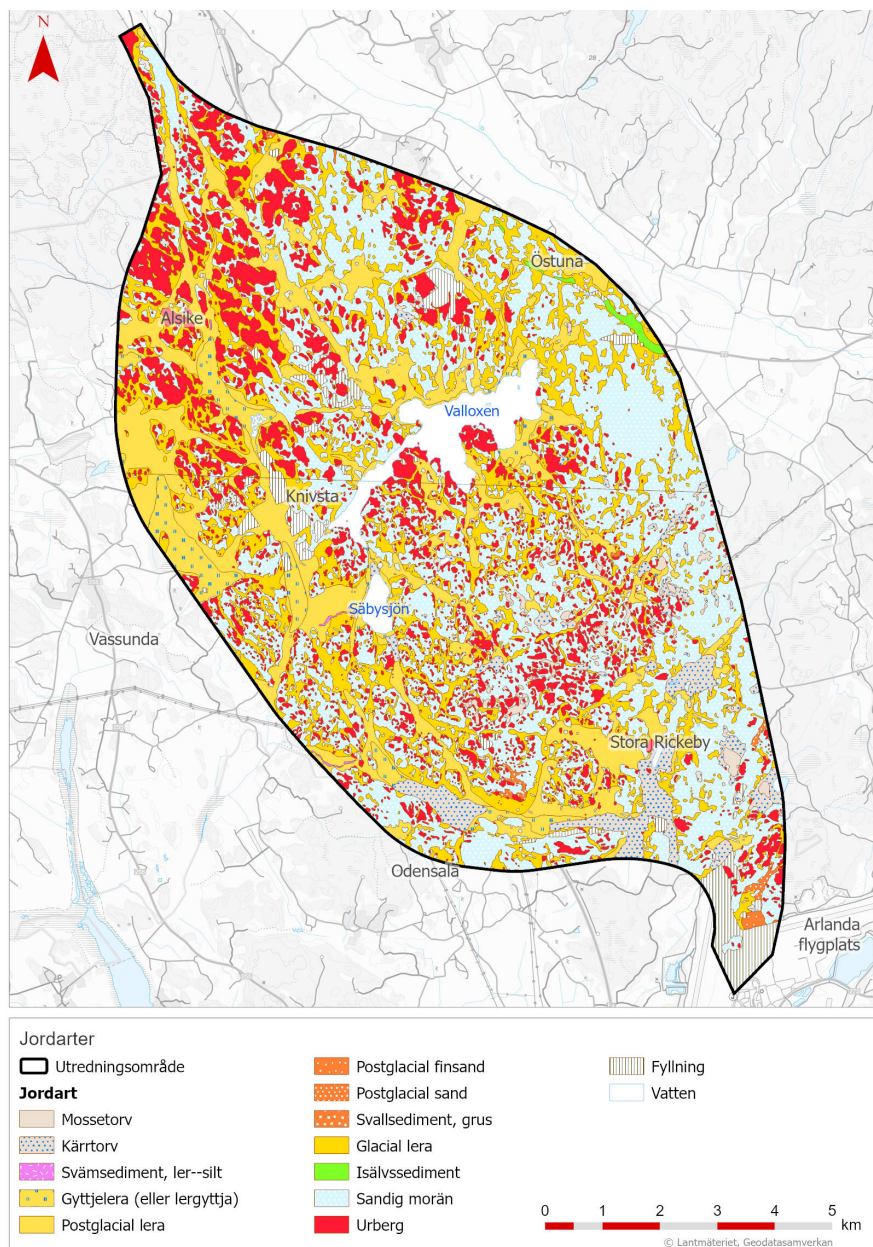 N
28
Östuna
Alsike
Valloxen
Knivsta
Säbysjön
Vassunda
Stora Rickeby
Odensala
Arlanda
flygplats
Jordarter
Utredningsområde
Jordart
Mossetorv
Kärrtorv
Svämsediment, ler--silt
Gyttjelera (eller lergyttja)
Postglacial lera
Postglacial finsand
Postglacial sand
Svallsediment, grus
Glacial lera
Isälvssediment
Sandig morän
Urberg
Fyllning
Vatten
0 1 2 3 4 5
km
© Lantmäteriet, Geodatasamverkan